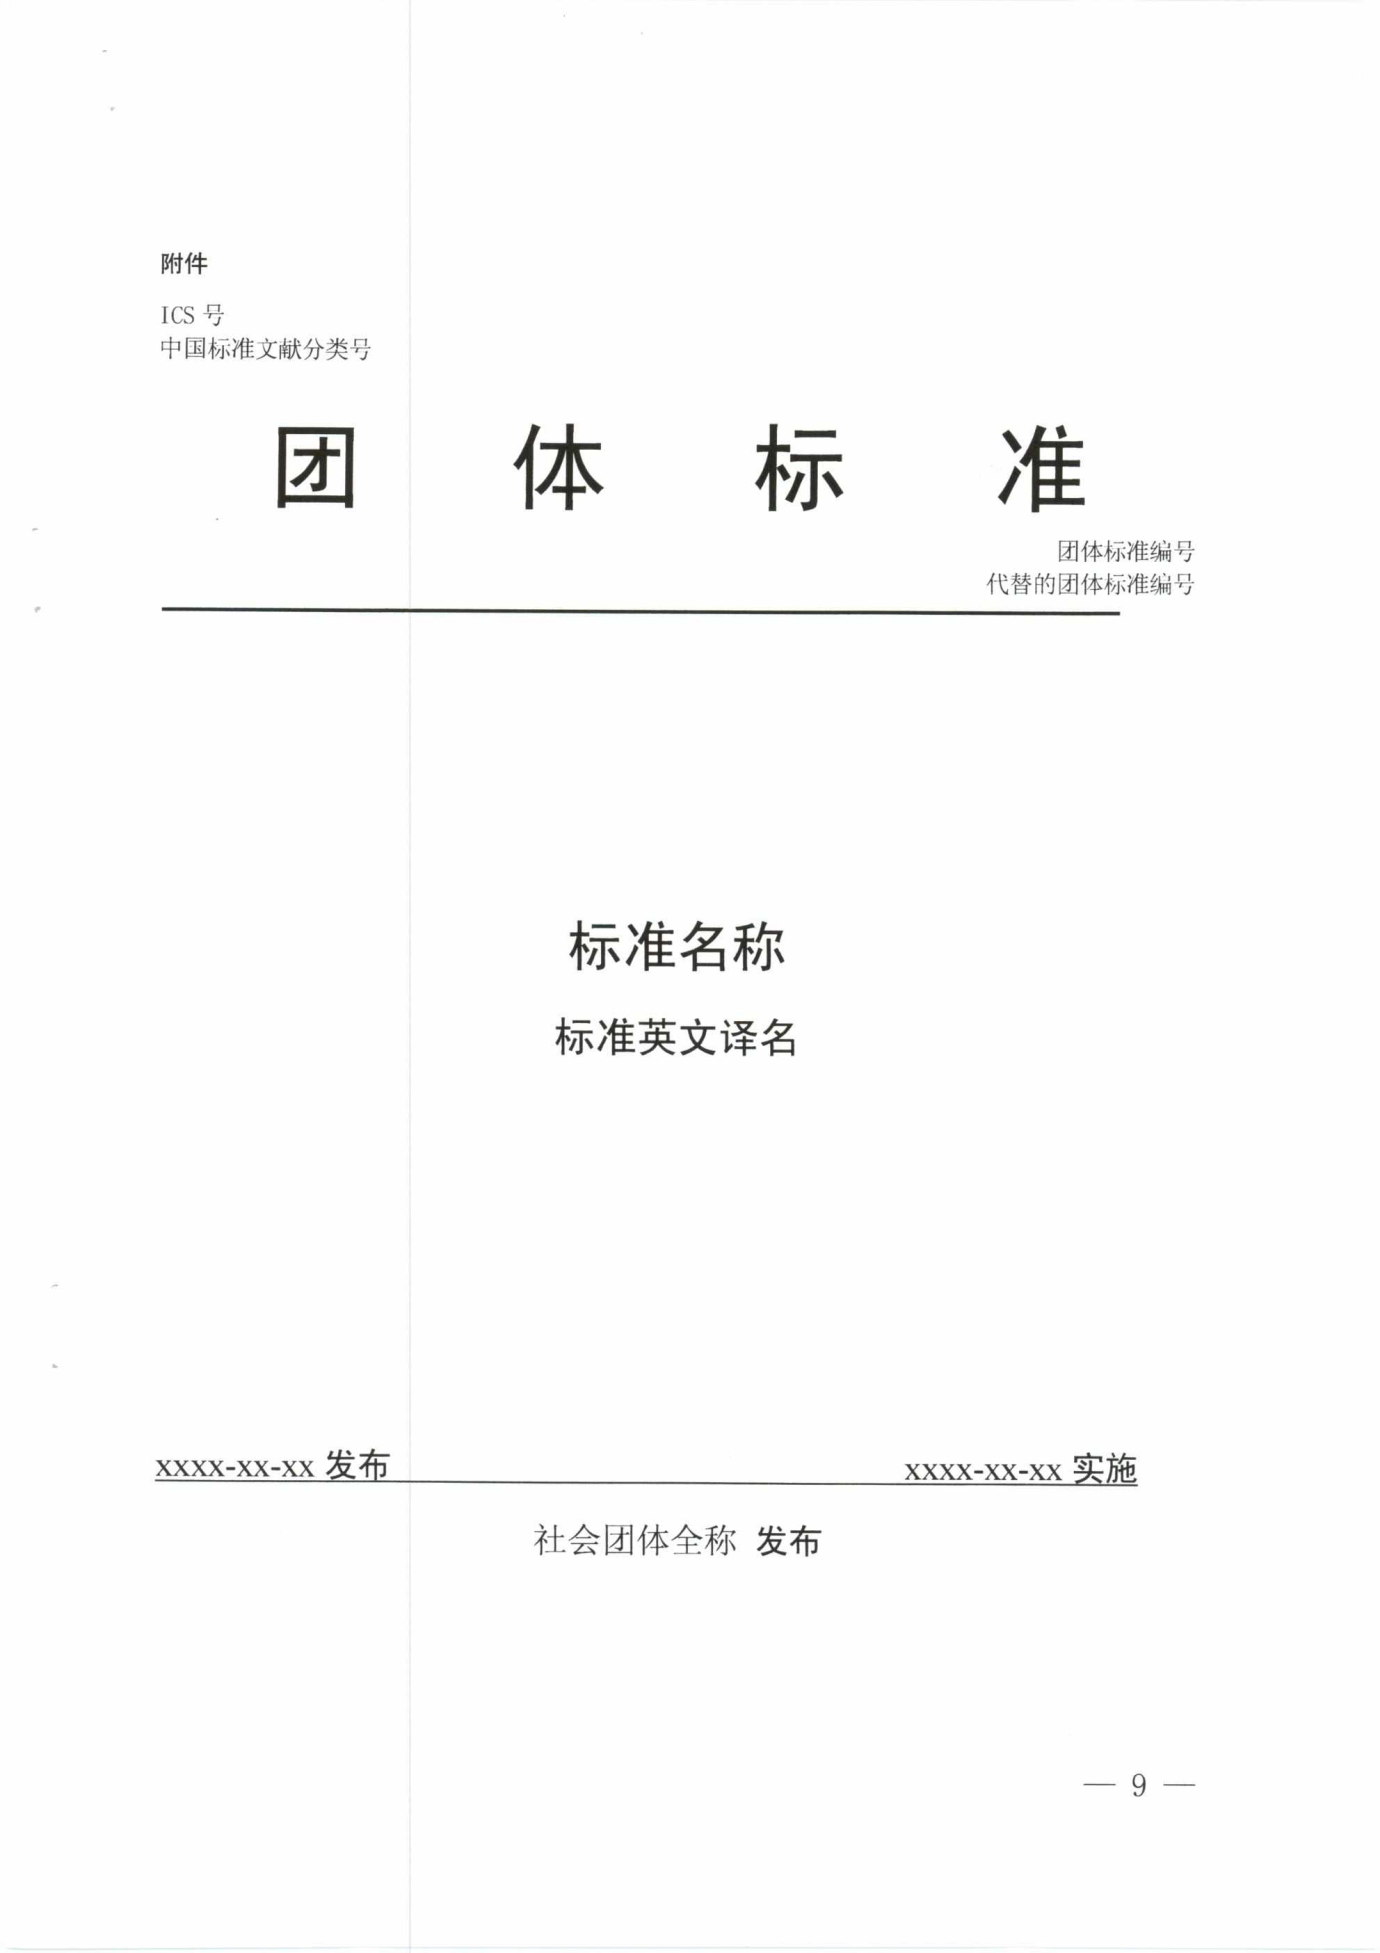 附件
ICS 号
中国标准文献分类号
团 体 标 准
团体标准编号
代替的团体标准编号
标准名称
标准英文译名
xxxx-xx-xx 发布 xxxx-xx-xx 实施
社会团体全称 发布
— 9 —